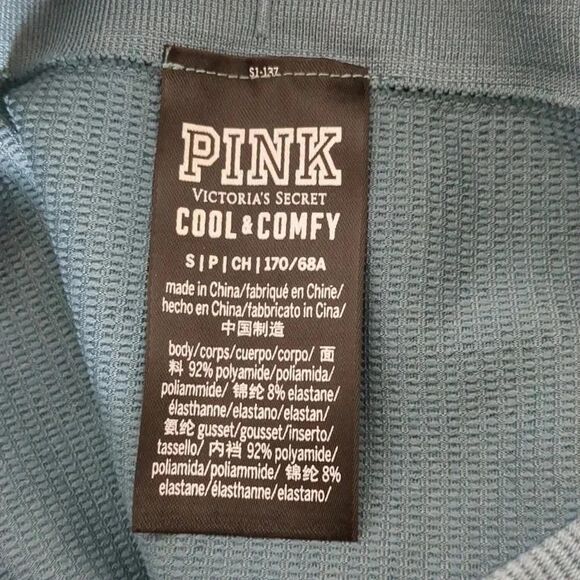 S1-137
PINK
VICTORIA'S SECRET
COOL & COMFY
S | P | CH | 170/68A
made in China/fabriqué en Chine/
hecho en China/fabbricato in Cina/
中国制造
body/corps/cuerpo/corpo/ 面
料 92% polyamide/poliamida/
poliammide/ 锦纶 8% elastane/
élasthanne/elastano/elastan/
氨纶 gusset/gousset/inserto/
tassello/ 内裆 92% polyamide/
poliamida/poliammide/ 锦纶 8%
elastane/élasthanne/elastano/